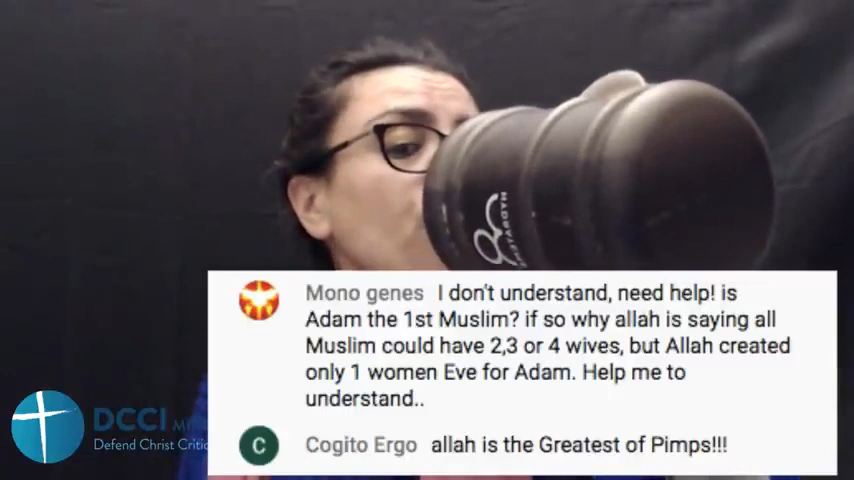 Mono genes I don't understand, need help! is
Adam the 1st Muslim? if so why allah is saying all
Muslim could have 2,3 or 4 wives, but Allah created
only 1 women Eve for Adam. Help me to
understand..
C Cogito Ergo allah is the Greatest of Pimps!!!
DCCI
Defend Christ Critic